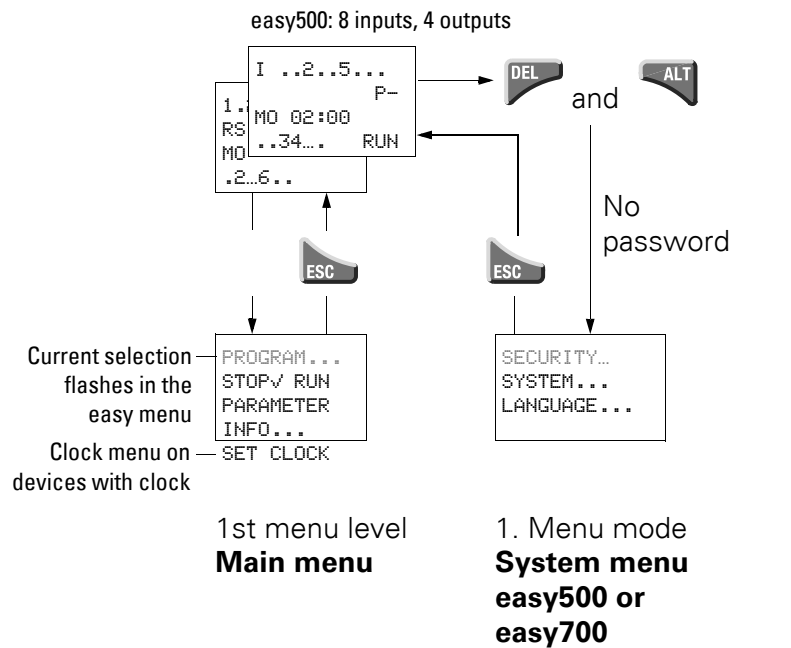 easy500: 8 inputs, 4 outputs
I ..2..5...
P-
MO 02:00
..34.... RUN
1.
RS
MO
.2…6..
DEL
and
ALT
No
password
ESC
ESC
Current selection
flashes in the
easy menu
Clock menu on
devices with clock
PROGRAM...
STOP√ RUN
PARAMETER
INFO...
SET CLOCK
SECURITY…
SYSTEM...
LANGUAGE...
1st menu level
Main menu
1. Menu mode
System menu
easy500 or
easy700